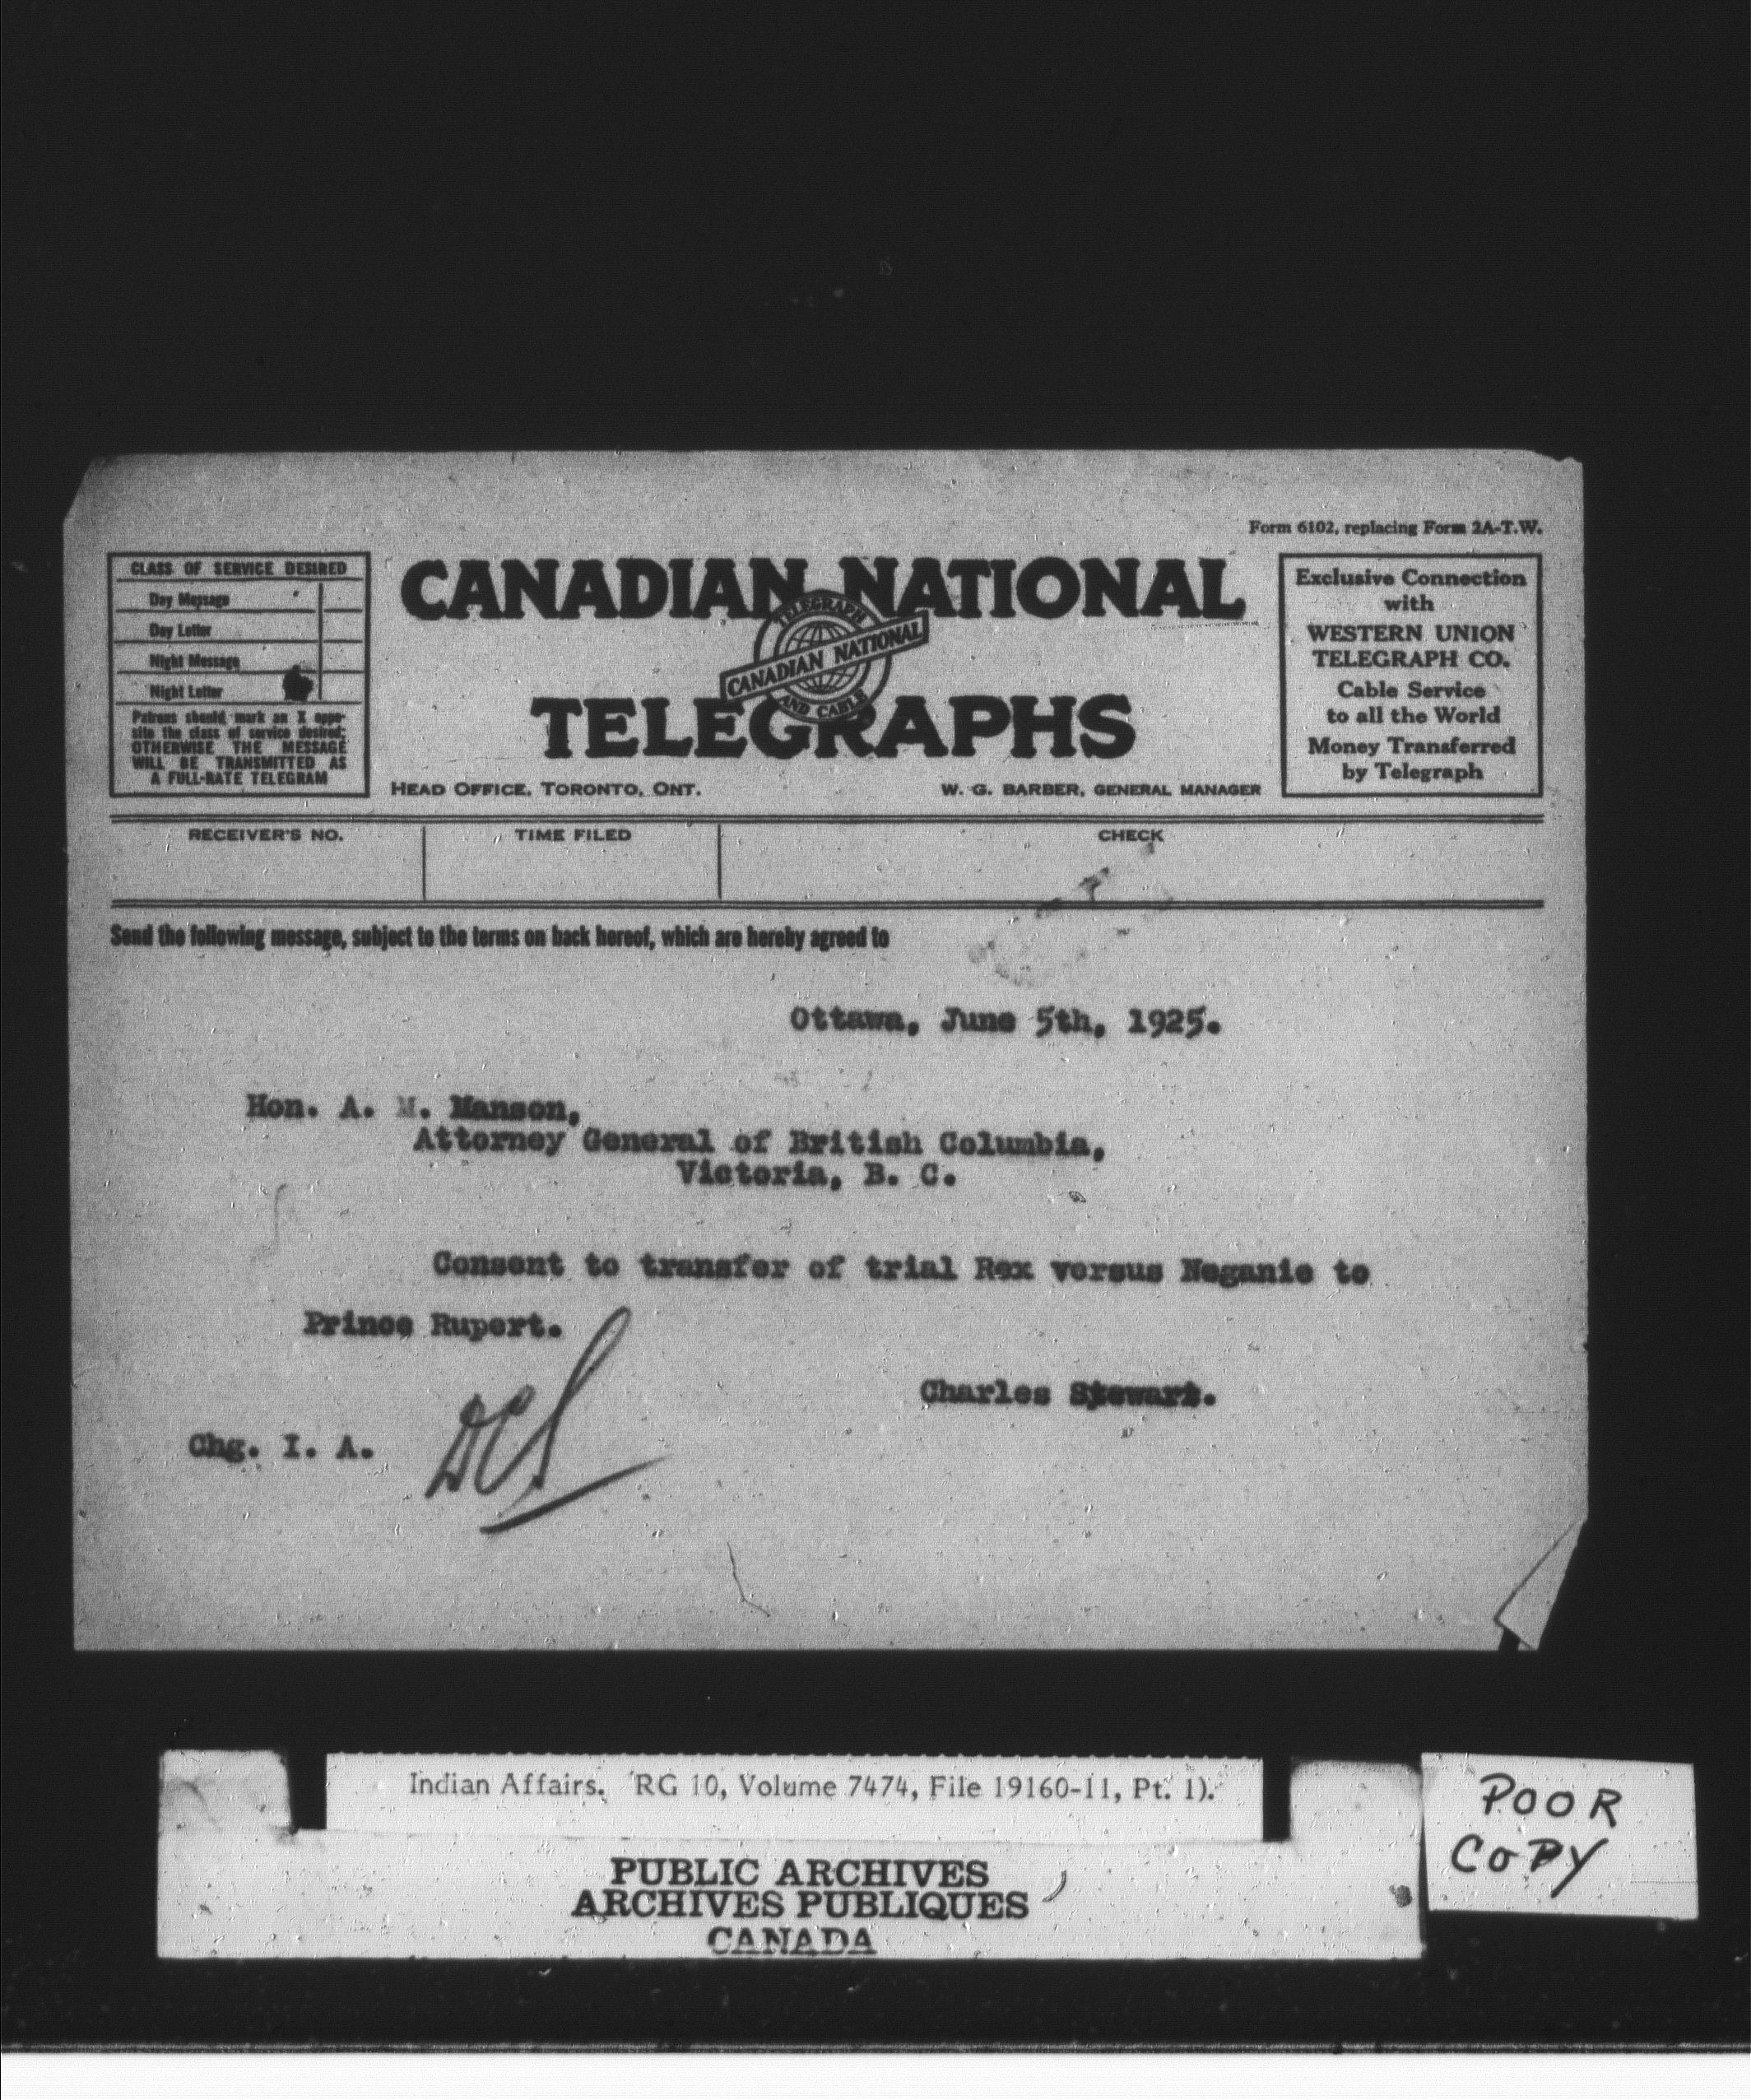 Form 6102, replacing Form 2A-T.W.
CLASS OF SERVICE DESIRED
Day Message
Day Letter
Night Message
Night Letter
Patrons should mark an X oppo-
site the class of service desired;
OTHERWISE THE MESSAGE
WILL BE TRANSMITTED AS
A FULL-RATE TELEGRAM
CANADIAN NATIONAL
TELEGRAPH
CANADIAN NATIONAL
AND CABLE
TELEGRAPHS
HEAD OFFICE, TORONTO, ONT.
W. G. BARBER, GENERAL MANAGER
Exclusive Connection
with
WESTERN UNION
TELEGRAPH CO.
Cable Service
to all the World
Money Transferred
by Telegraph
RECEIVER'S NO.
TIME FILED
CHECK
Send the following message, subject to the terms on back hereof, which are hereby agreed to
Ottawa, June 5th, 1925.
Hon. A. M. Manson,
Attorney General of British Columbia,
Victoria, B. C.
Consent to transfer of trial Rex versus Neganie to
Prince Rupert.
Charles Stewart.
Chg. I. A.
DCS
Indian Affairs. RG 10, Volume 7474, File 19160-11, Pt. 1).
PUBLIC ARCHIVES
ARCHIVES PUBLIQUES
CANADA
POOR
COPY